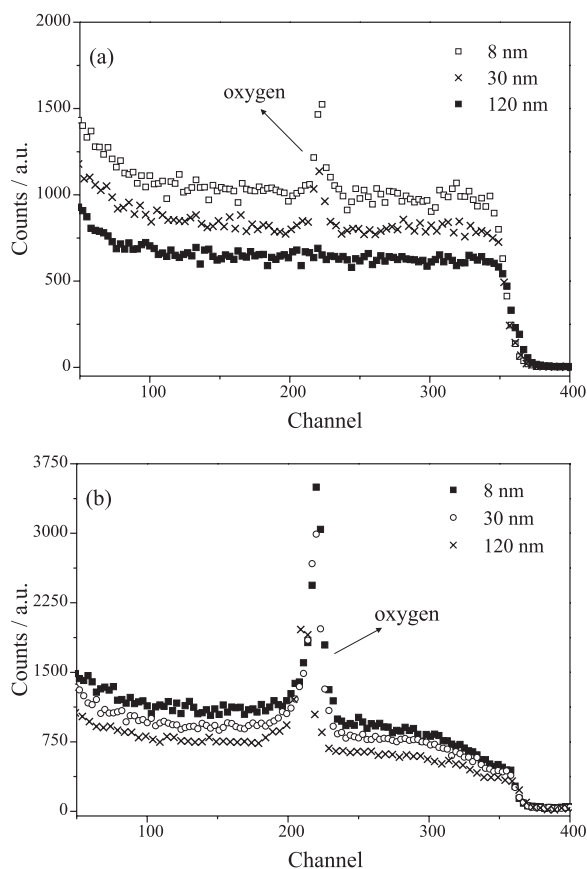 2000
(a)
8 nm
30 nm
120 nm
oxygen
1500
1000
500
0
Counts / a.u.
100
200
300
400
Channel
3750
(b)
8 nm
30 nm
120 nm
3000
2250
oxygen
1500
750
0
Counts / a.u.
100
200
300
400
Channel